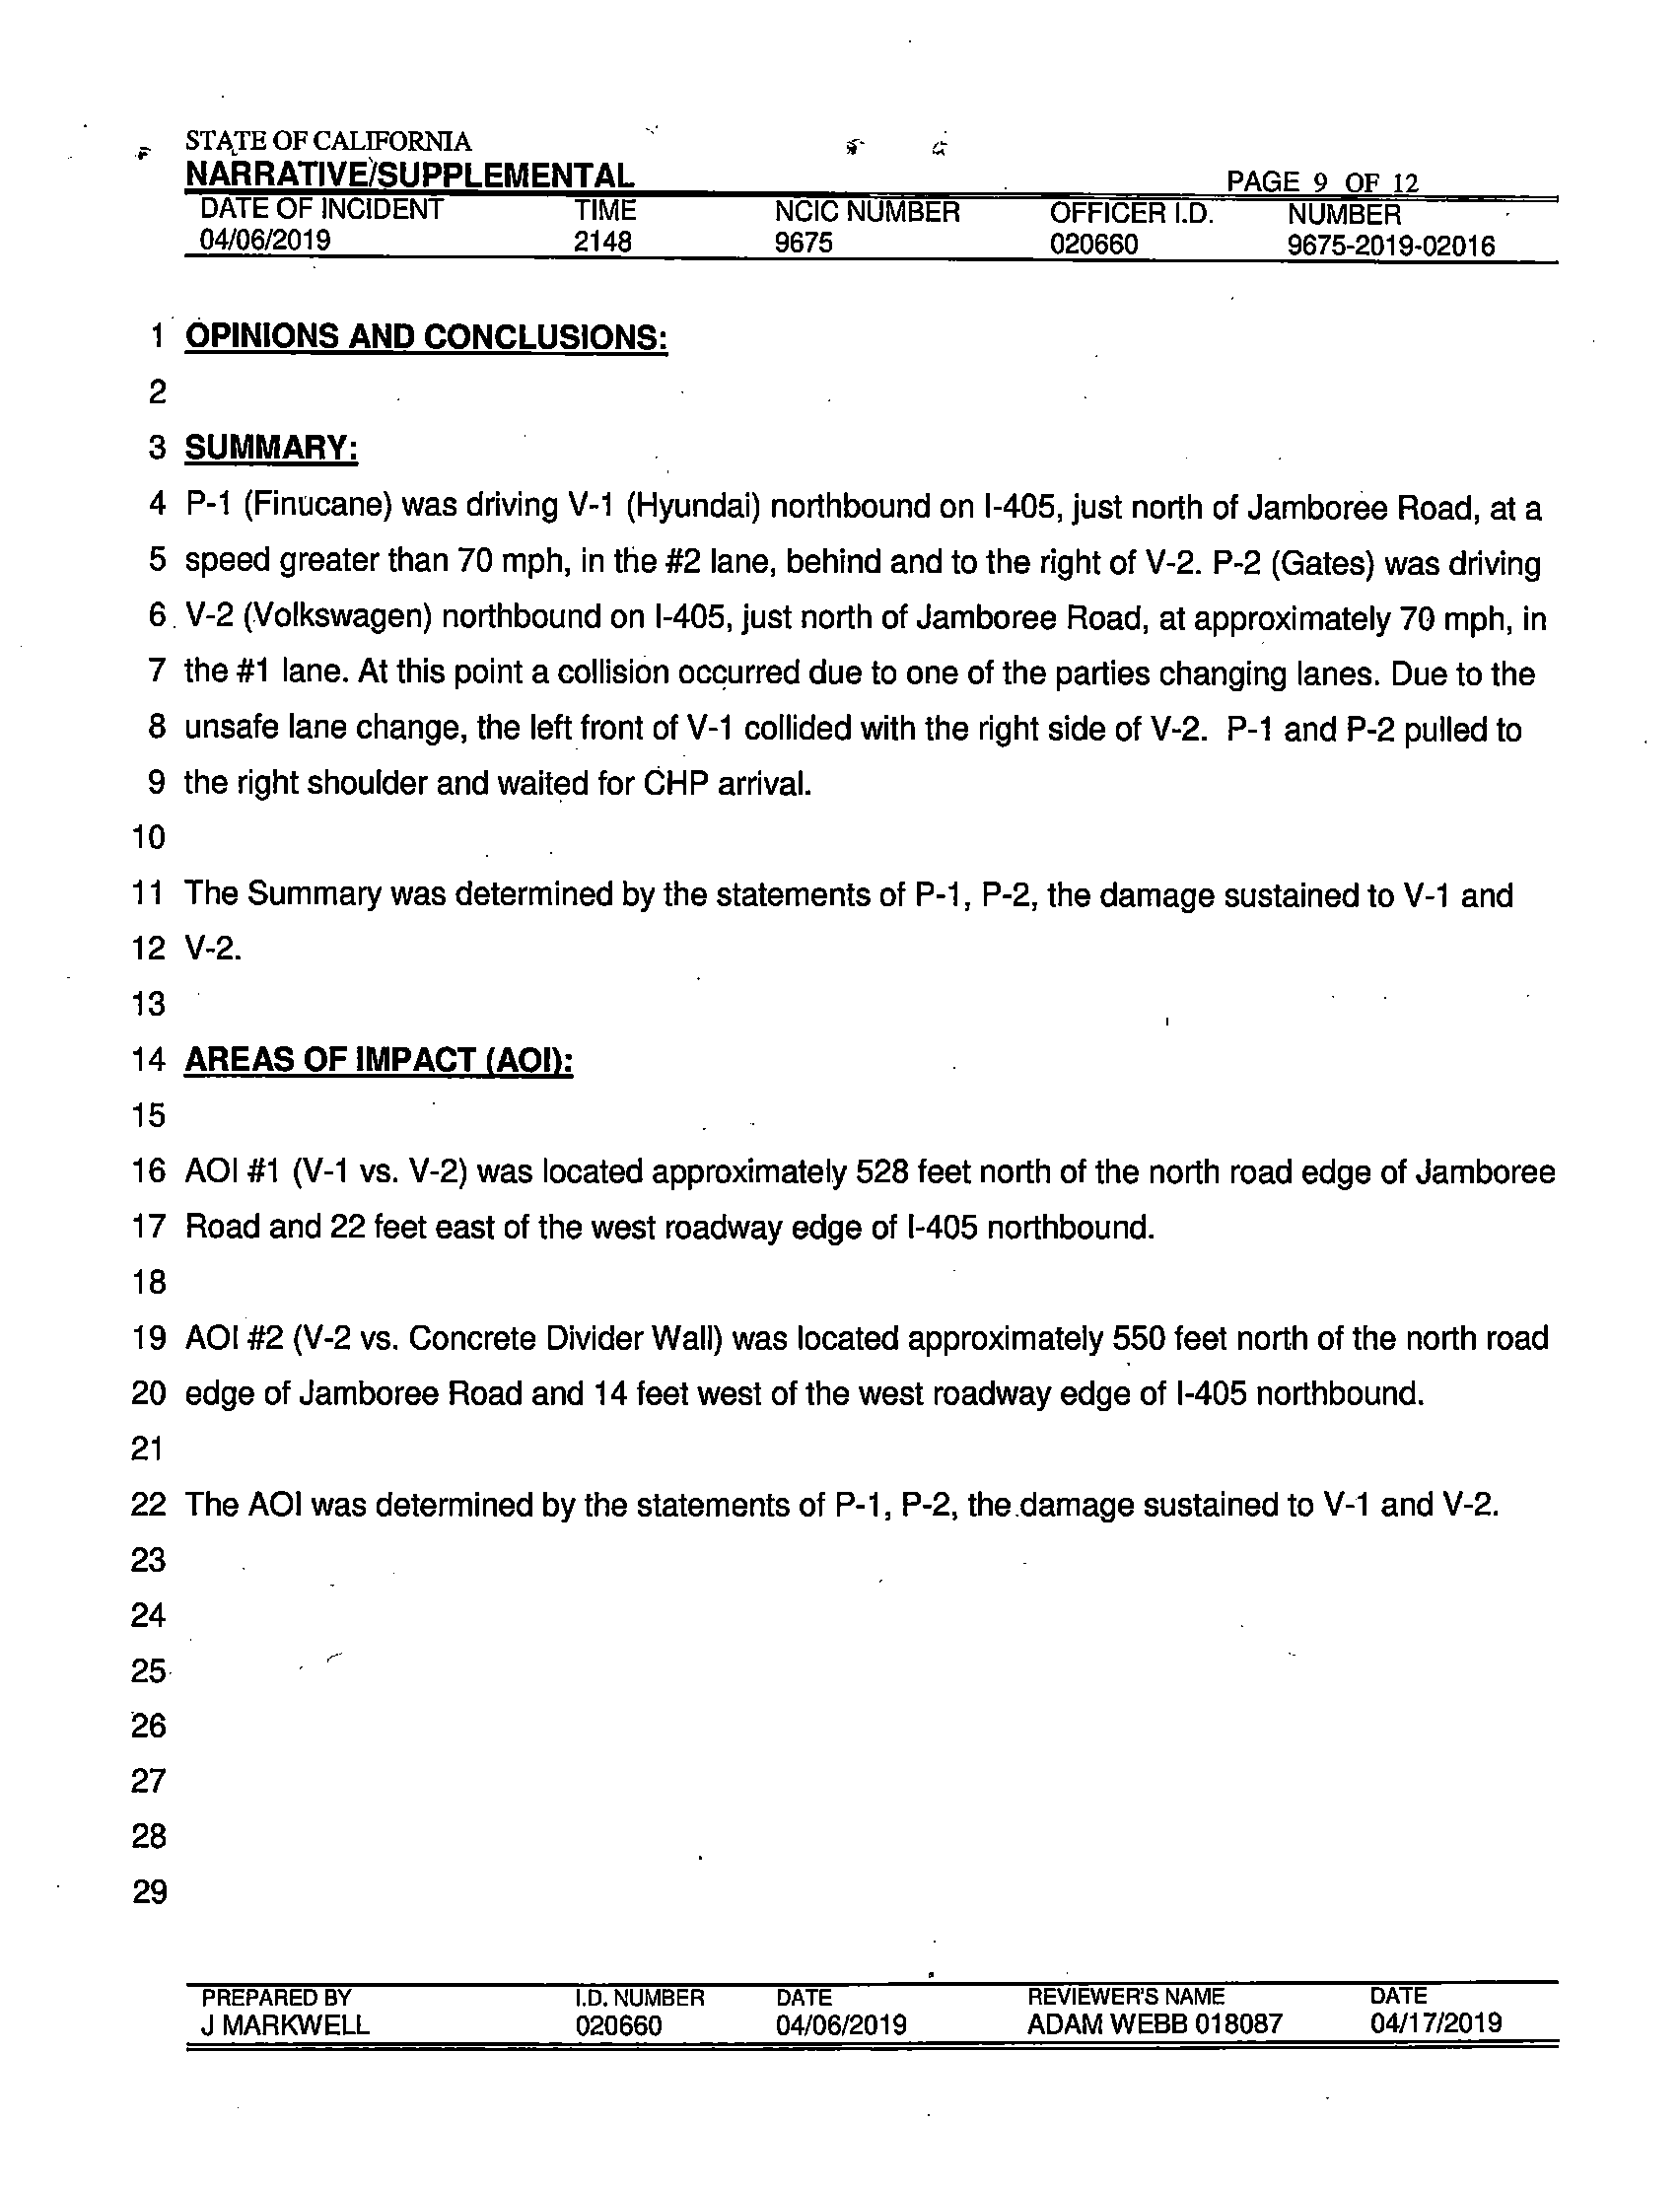 STATE OF CALIFORNIA
NARRATIVE/SUPPLEMENTAL
PAGE 9 OF 12
DATE OF INCIDENT TIME NCIC NUMBER OFFICER I.D. NUMBER
04/06/2019 2148 9675 020660 9675-2019-02016
1 OPINIONS AND CONCLUSIONS:
2
3 SUMMARY:
4 P-1 (Finucane) was driving V-1 (Hyundai) northbound on I-405, just north of Jamboree Road, at a
5 speed greater than 70 mph, in the #2 lane, behind and to the right of V-2. P-2 (Gates) was driving
6 V-2 (Volkswagen) northbound on I-405, just north of Jamboree Road, at approximately 70 mph, in
7 the #1 lane. At this point a collision occurred due to one of the parties changing lanes. Due to the
8 unsafe lane change, the left front of V-1 collided with the right side of V-2. P-1 and P-2 pulled to
9 the right shoulder and waited for CHP arrival.
10
11 The Summary was determined by the statements of P-1, P-2, the damage sustained to V-1 and
12 V-2.
13
14 AREAS OF IMPACT (AOI):
15
16 AOI #1 (V-1 vs. V-2) was located approximately 528 feet north of the north road edge of Jamboree
17 Road and 22 feet east of the west roadway edge of I-405 northbound.
18
19 AOI #2 (V-2 vs. Concrete Divider Wall) was located approximately 550 feet north of the north road
20 edge of Jamboree Road and 14 feet west of the west roadway edge of I-405 northbound.
21
22 The AOI was determined by the statements of P-1, P-2, the damage sustained to V-1 and V-2.
23
24
25
26
27
28
29
PREPARED BY I.D. NUMBER DATE REVIEWER'S NAME DATE
J MARKWELL 020660 04/06/2019 ADAM WEBB 018087 04/17/2019